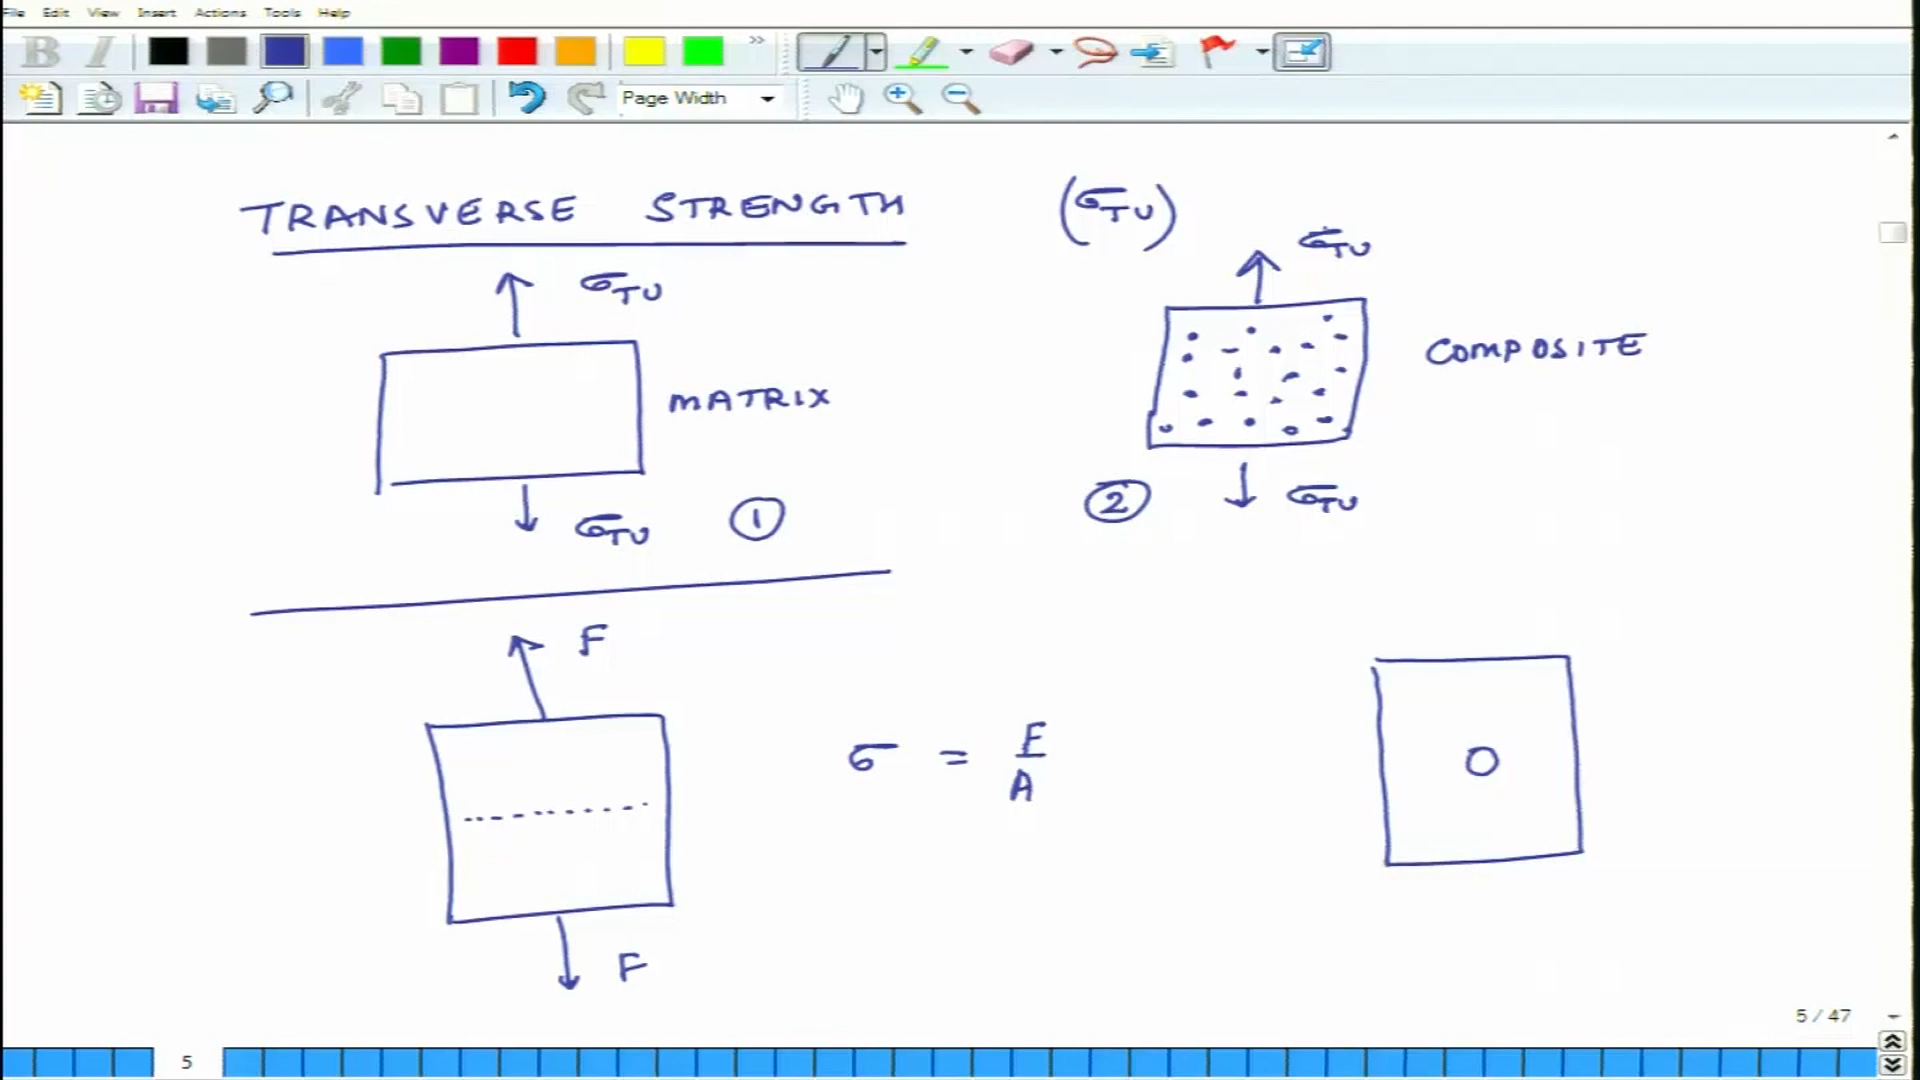 File Edit View Insert Actions Tools Help
B I
Page Width
TRANSVERSE STRENGTH (σTU)
σTU
σTU
MATRIX
COMPOSITE
σTU ①
② σTU
F
σ = F/A
O
F
5 / 47
5